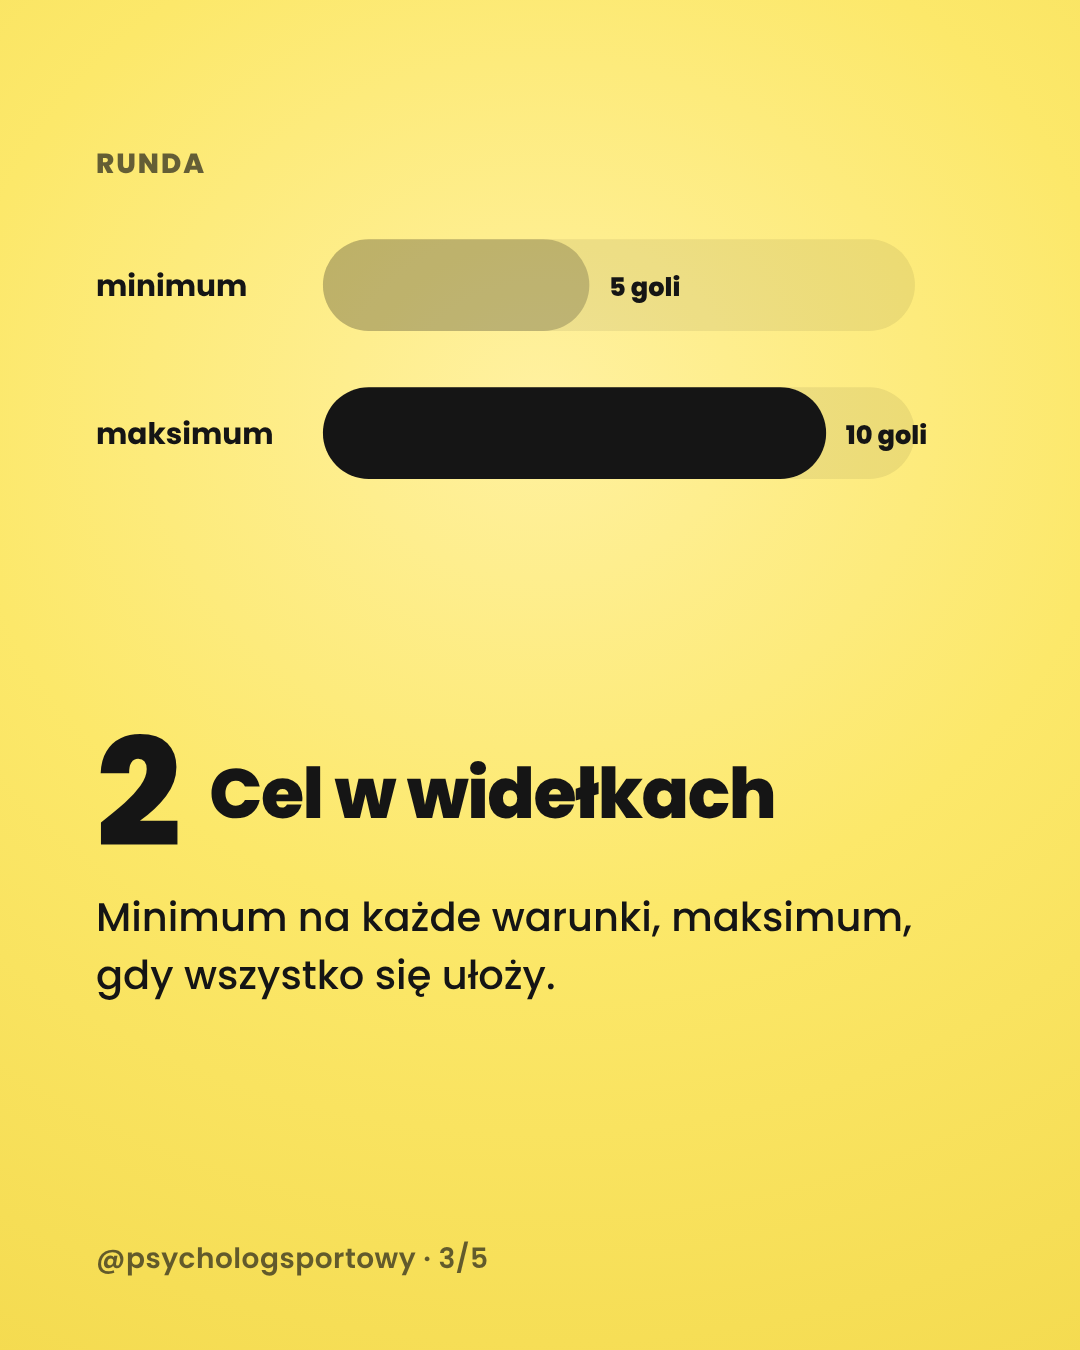 RUNDA
minimum 5 goli
maksimum 10 goli
2 Cel w widełkach
Minimum na każde warunki, maksimum,
gdy wszystko się ułoży.
@psychologsportowy · 3/5